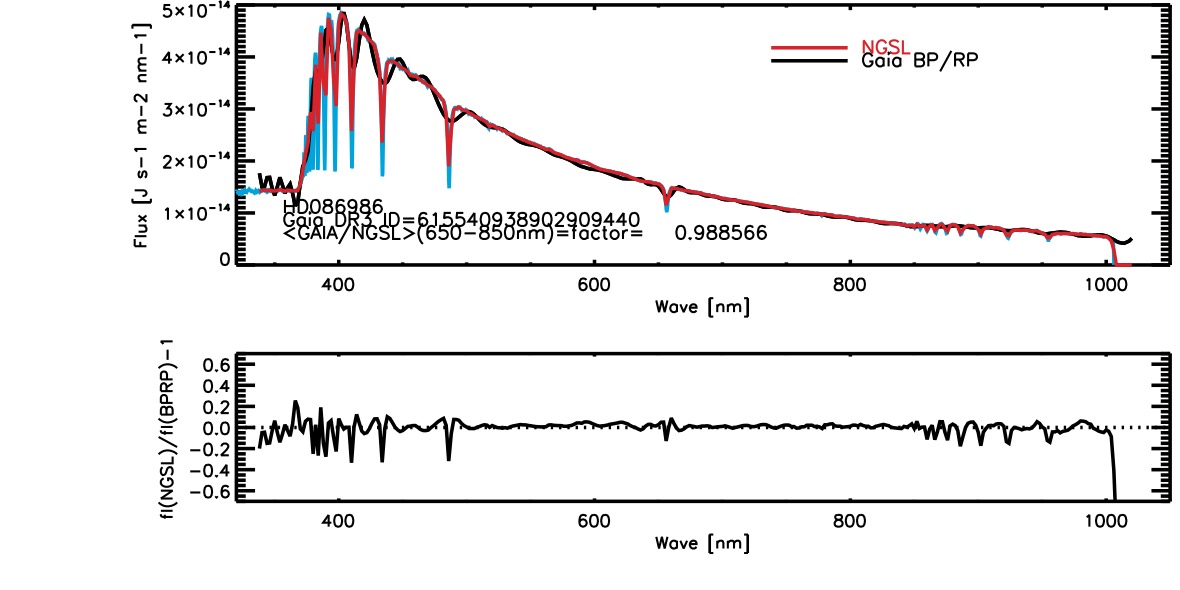 5×10⁻¹⁴
4×10⁻¹⁴
3×10⁻¹⁴
2×10⁻¹⁴
1×10⁻¹⁴
0
Flux [J s−1 m−2 nm−1]
NGSL
Gaia BP/RP
HD086986
Gaia DR3 ID=615540938902909440
<GAIA/NGSL>(650−850nm)=factor= 0.988566
400 600 800 1000
Wave [nm]
fl(NGSL)/fl(BPRP)−1
0.6
0.4
0.2
0.0
−0.2
−0.4
−0.6
400 600 800 1000
Wave [nm]